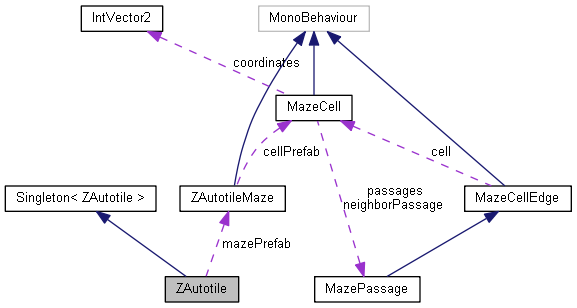 IntVector2
MonoBehaviour
coordinates
MazeCell
cellPrefab
cell
Singleton< ZAutotile >
ZAutotileMaze
passages
neighborPassage
MazeCellEdge
mazePrefab
ZAutotile
MazePassage